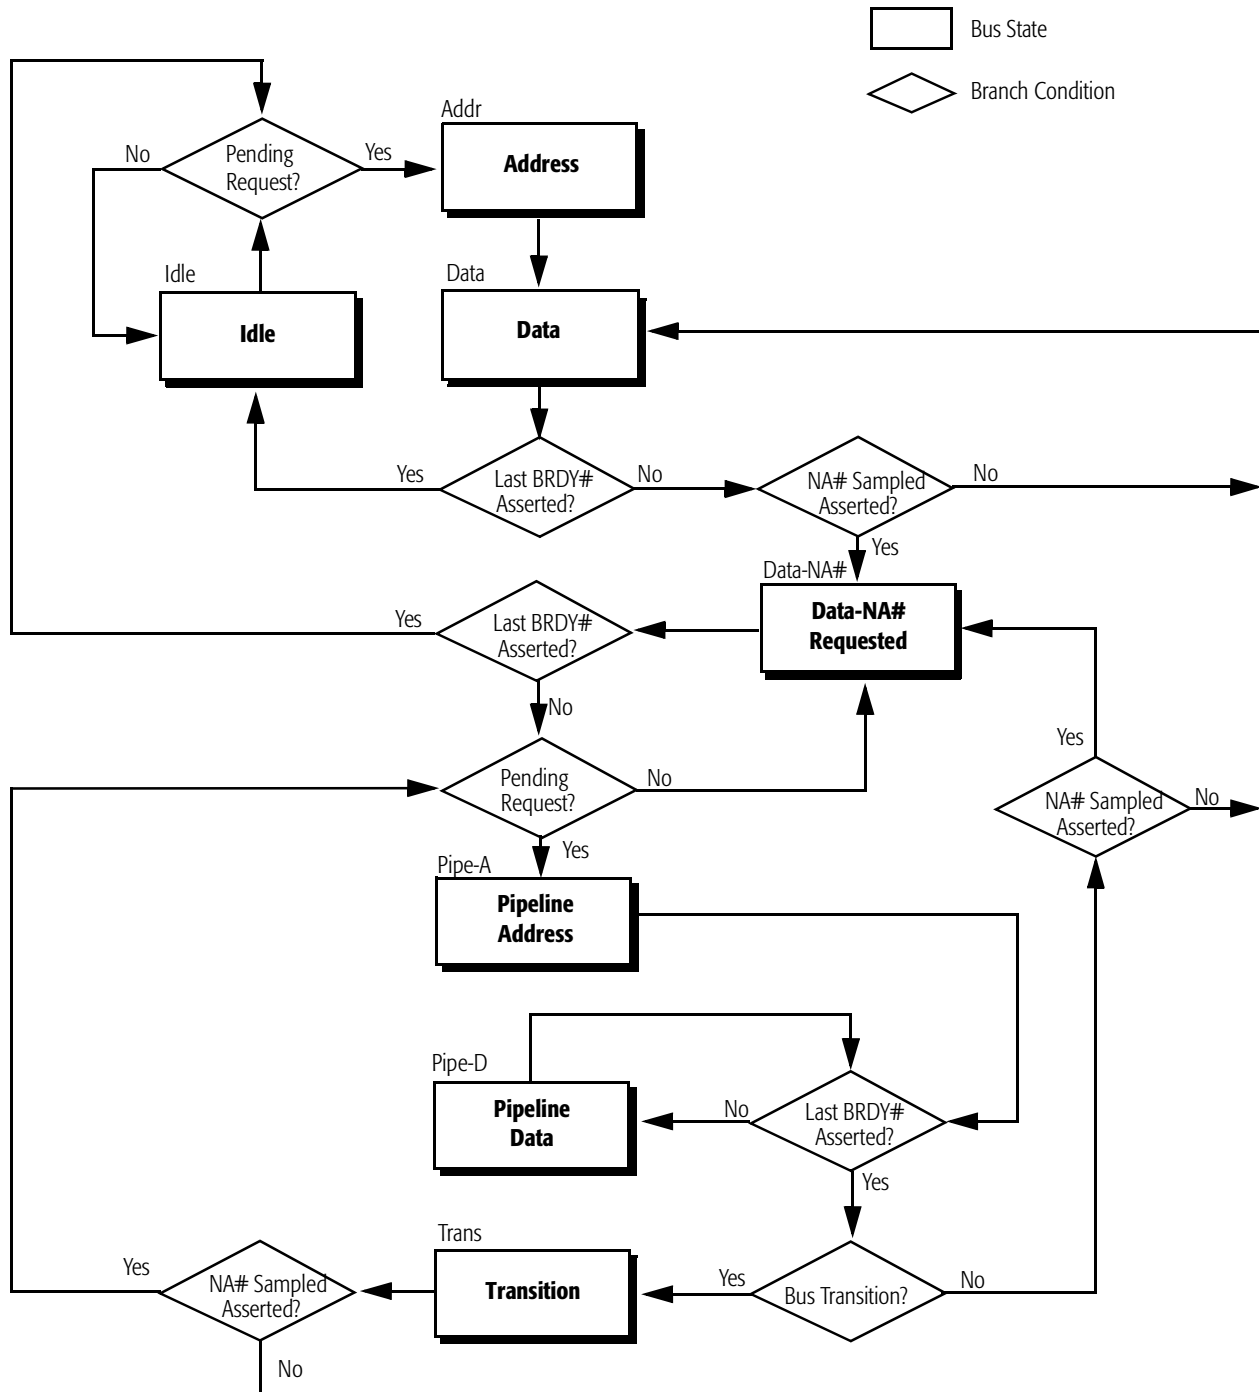 Bus State
Branch Condition
Addr
No
Pending
Request?
Yes
Address
Idle
Data
Idle
Data
Yes
Last BRDY#
Asserted?
No
NA# Sampled
Asserted?
No
Yes
Data-NA#
Yes
Last BRDY#
Asserted?
Data-NA#
Requested
No
Yes
Pending
Request?
No
NA# Sampled
Asserted?
No
Yes
Pipe-A
Pipeline
Address
Pipe-D
Pipeline
Data
No
Last BRDY#
Asserted?
Yes
Trans
Yes
NA# Sampled
Asserted?
Transition
Yes
Bus Transition?
No
No